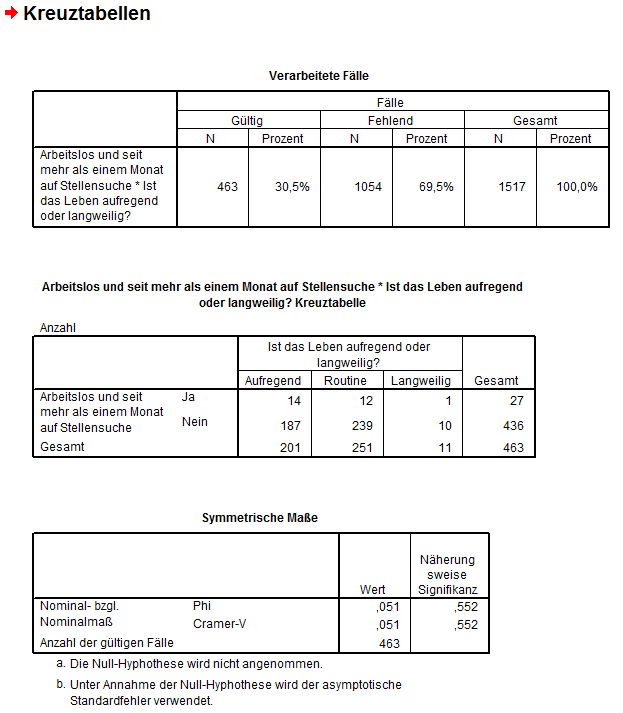 Kreuztabellen
Verarbeitete Fälle
Fälle
Gültig Fehlend Gesamt
N Prozent N Prozent N Prozent
Arbeitslos und seit
mehr als einem Monat
auf Stellensuche * Ist
das Leben aufregend
oder langweilig?
463 30,5% 1054 69,5% 1517 100,0%
Arbeitslos und seit mehr als einem Monat auf Stellensuche * Ist das Leben aufregend
oder langweilig? Kreuztabelle
Anzahl
Ist das Leben aufregend oder
langweilig?
Aufregend Routine Langweilig Gesamt
Arbeitslos und seit
mehr als einem Monat
auf Stellensuche
Ja 14 12 1 27
Nein 187 239 10 436
Gesamt 201 251 11 463
Symmetrische Maße
Wert
Näherung
sweise
Signifikanz
Nominal- bzgl.
Nominalmaß
Phi ,051 ,552
Cramer-V ,051 ,552
Anzahl der gültigen Fälle 463
a. Die Null-Hyphothese wird nicht angenommen.
b. Unter Annahme der Null-Hyphothese wird der asymptotische
Standardfehler verwendet.